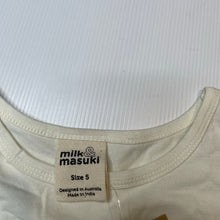 milk&
masuki
Size 5
Designed in Australia
Made in India